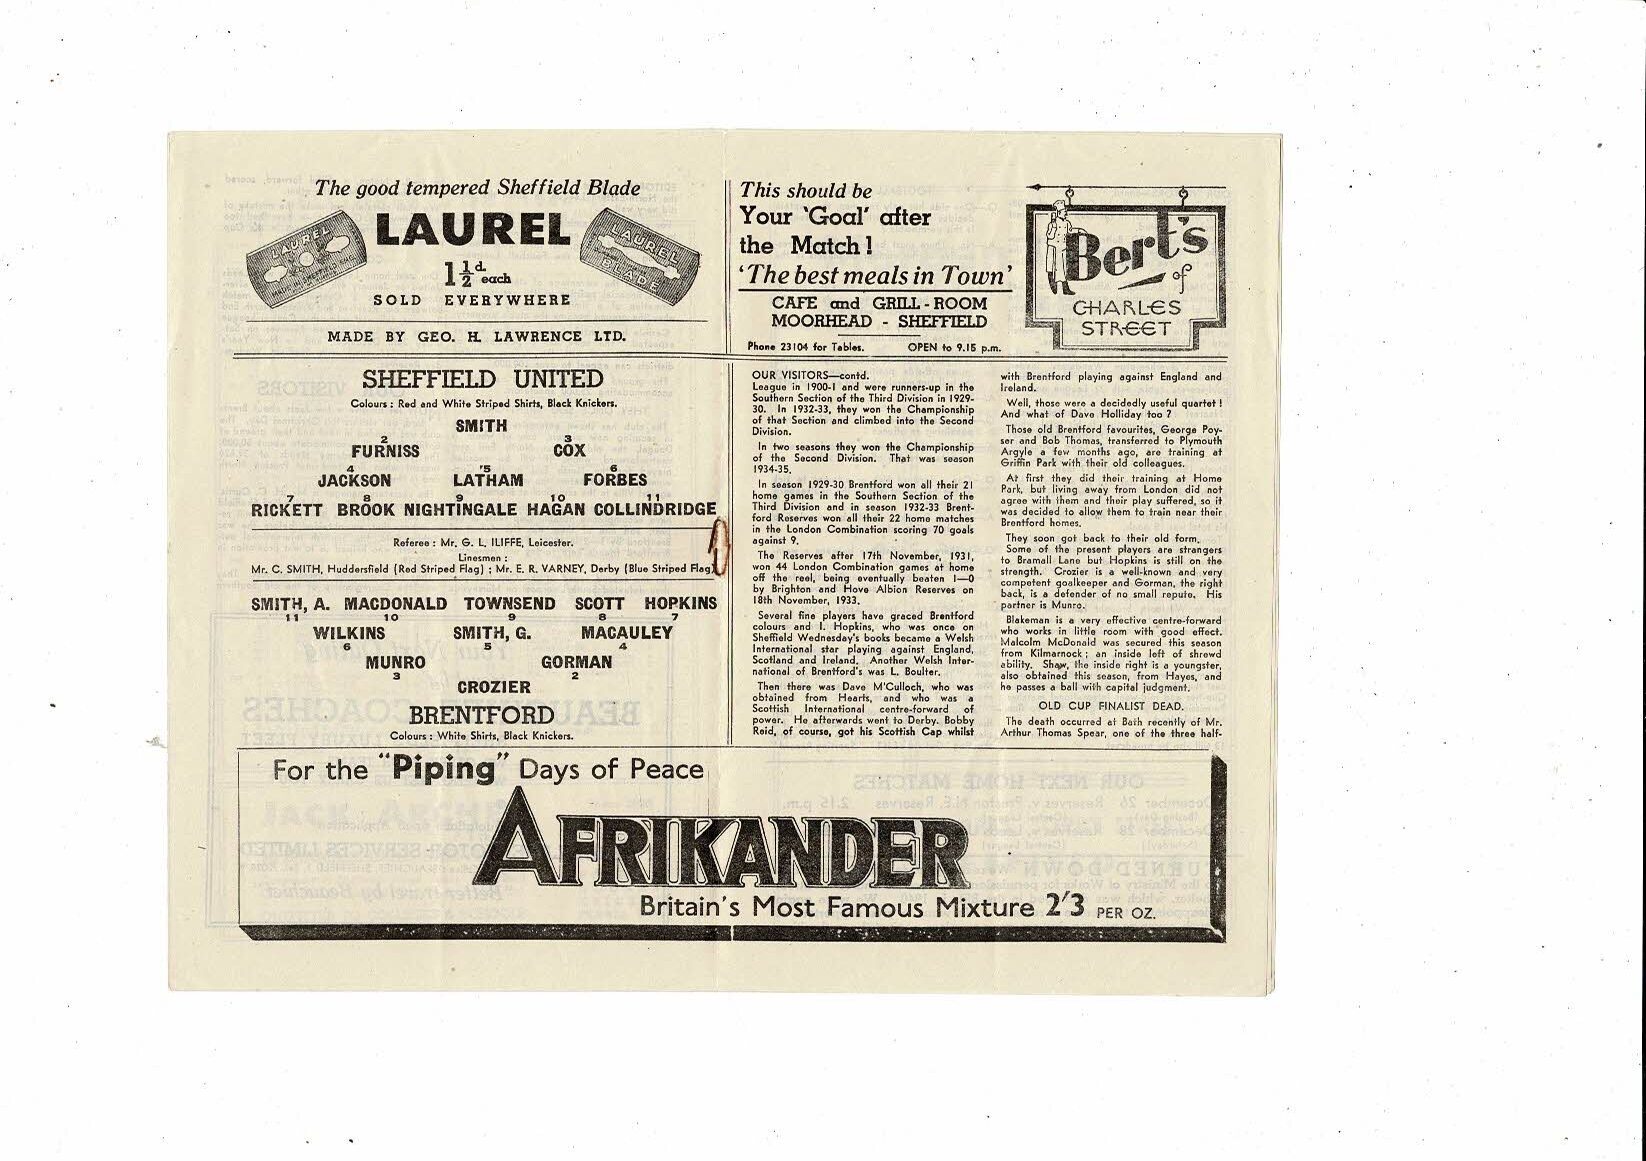 The good tempered Sheffield Blade
LAUREL
LAUREL
1½d. each
LAUREL
BLADE
SOLD EVERYWHERE
MADE BY GEO. H. LAWRENCE LTD.
SHEFFIELD UNITED
Colours : Red and White Striped Shirts, Black Knickers.
SMITH
2 3
FURNISS COX
4 '5 6
JACKSON LATHAM FORBES
7 8 9 10 11
RICKETT BROOK NIGHTINGALE HAGAN COLLINDRIDGE
Referee : Mr. G. L. ILIFFE, Leicester.
Linesmen :
Mr. C. SMITH, Huddersfield (Red Striped Flag) ; Mr. E. R. VARNEY, Derby (Blue Striped Flag)
SMITH, A. MACDONALD TOWNSEND SCOTT HOPKINS
11 10 9 8 7
WILKINS SMITH, G. MACAULEY
6 5 4
MUNRO GORMAN
3 2
CROZIER
BRENTFORD
Colours : White Shirts, Black Knickers.
This should be
Your 'Goal' after
the Match !
'The best meals in Town'
CAFE and GRILL - ROOM
MOORHEAD - SHEFFIELD
Phone 23104 for Tables. OPEN to 9.15 p.m.
Bert's
of
CHARLES
STREET
OUR VISITORS—contd.
League in 1900-1 and were runners-up in the
Southern Section of the Third Division in 1929-
30. In 1932-33, they won the Championship
of that Section and climbed into the Second
Division.
In two seasons they won the Championship
of the Second Division. That was season
1934-35.
In season 1929-30 Brentford won all their 21
home games in the Southern Section of the
Third Division and in season 1932-33 Brent-
ford Reserves won all their 22 home matches
in the London Combination scoring 70 goals
against 9.
The Reserves after 17th November, 1931,
won 44 London Combination games at home
off the reel, being eventually beaten 1—0
by Brighton and Hove Albion Reserves on
18th November, 1933.
Several fine players have graced Brentford
colours and I. Hopkins, who was once on
Sheffield Wednesday's books became a Welsh
International star playing against England,
Scotland and Ireland. Another Welsh Inter-
national of Brentford's was L. Boulter.
Then there was Dave M'Culloch, who was
obtained from Hearts, and who was a
Scottish International centre-forward of
power. He afterwards went to Derby. Bobby
Reid, of course, got his Scottish Cap whilst
with Brentford playing against England and
Ireland.
Well, those were a decidedly useful quartet !
And what of Dave Holliday too ?
Those old Brentford favourites, George Poy-
ser and Bob Thomas, transferred to Plymouth
Argyle a few months ago, are training at
Griffin Park with their old colleagues.
At first they did their training at Home
Park, but living away from London did not
agree with them and their play suffered, so it
was decided to allow them to train near their
Brentford homes.
They soon got back to their old form.
Some of the present players are strangers
to Bramall Lane but Hopkins is still on the
strength. Crozier is a well-known and very
competent goalkeeper and Gorman, the right
back, is a defender of no small repute. His
partner is Munro.
Blakeman is a very effective centre-forward
who works in little room with good effect.
Malcolm McDonald was secured this season
from Kilmarnock ; an inside left of shrewd
ability. Shaw, the inside right is a youngster,
also obtained this season, from Hayes, and
he passes a ball with capital judgment.
OLD CUP FINALIST DEAD.
The death occurred at Bath recently of Mr.
Arthur Thomas Spear, one of the three half-
For the "Piping" Days of Peace
AFRIKANDER
Britain's Most Famous Mixture 2'3 PER OZ.